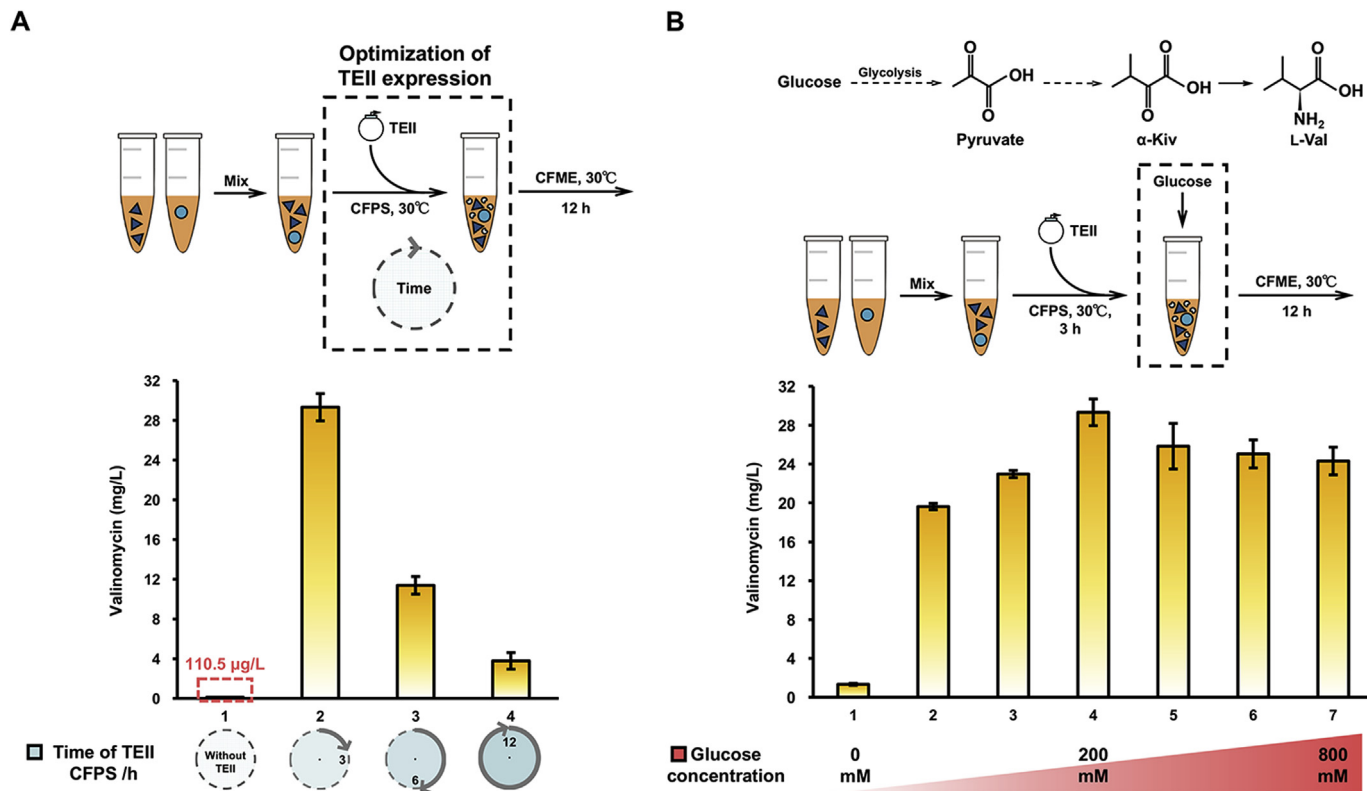 A
Optimization of
TEII expression
TEII
Mix
CFPS, 30℃
CFME, 30℃
12 h
Time
Valinomycin (mg/L)
32
28
24
20
16
12
8
4
0
110.5 µg/L
1
2
3
4
Time of TEII
CFPS /h
Without
TEII
3
6
12
B
Glucose
Glycolysis
O
OH
O
Pyruvate
O
OH
O
α-Kiv
O
OH
NH2
L-Val
Glucose
TEII
Mix
CFPS, 30℃,
3 h
CFME, 30℃
12 h
Valinomycin (mg/L)
32
28
24
20
16
12
8
4
0
1
2
3
4
5
6
7
Glucose
concentration
0
mM
200
mM
800
mM